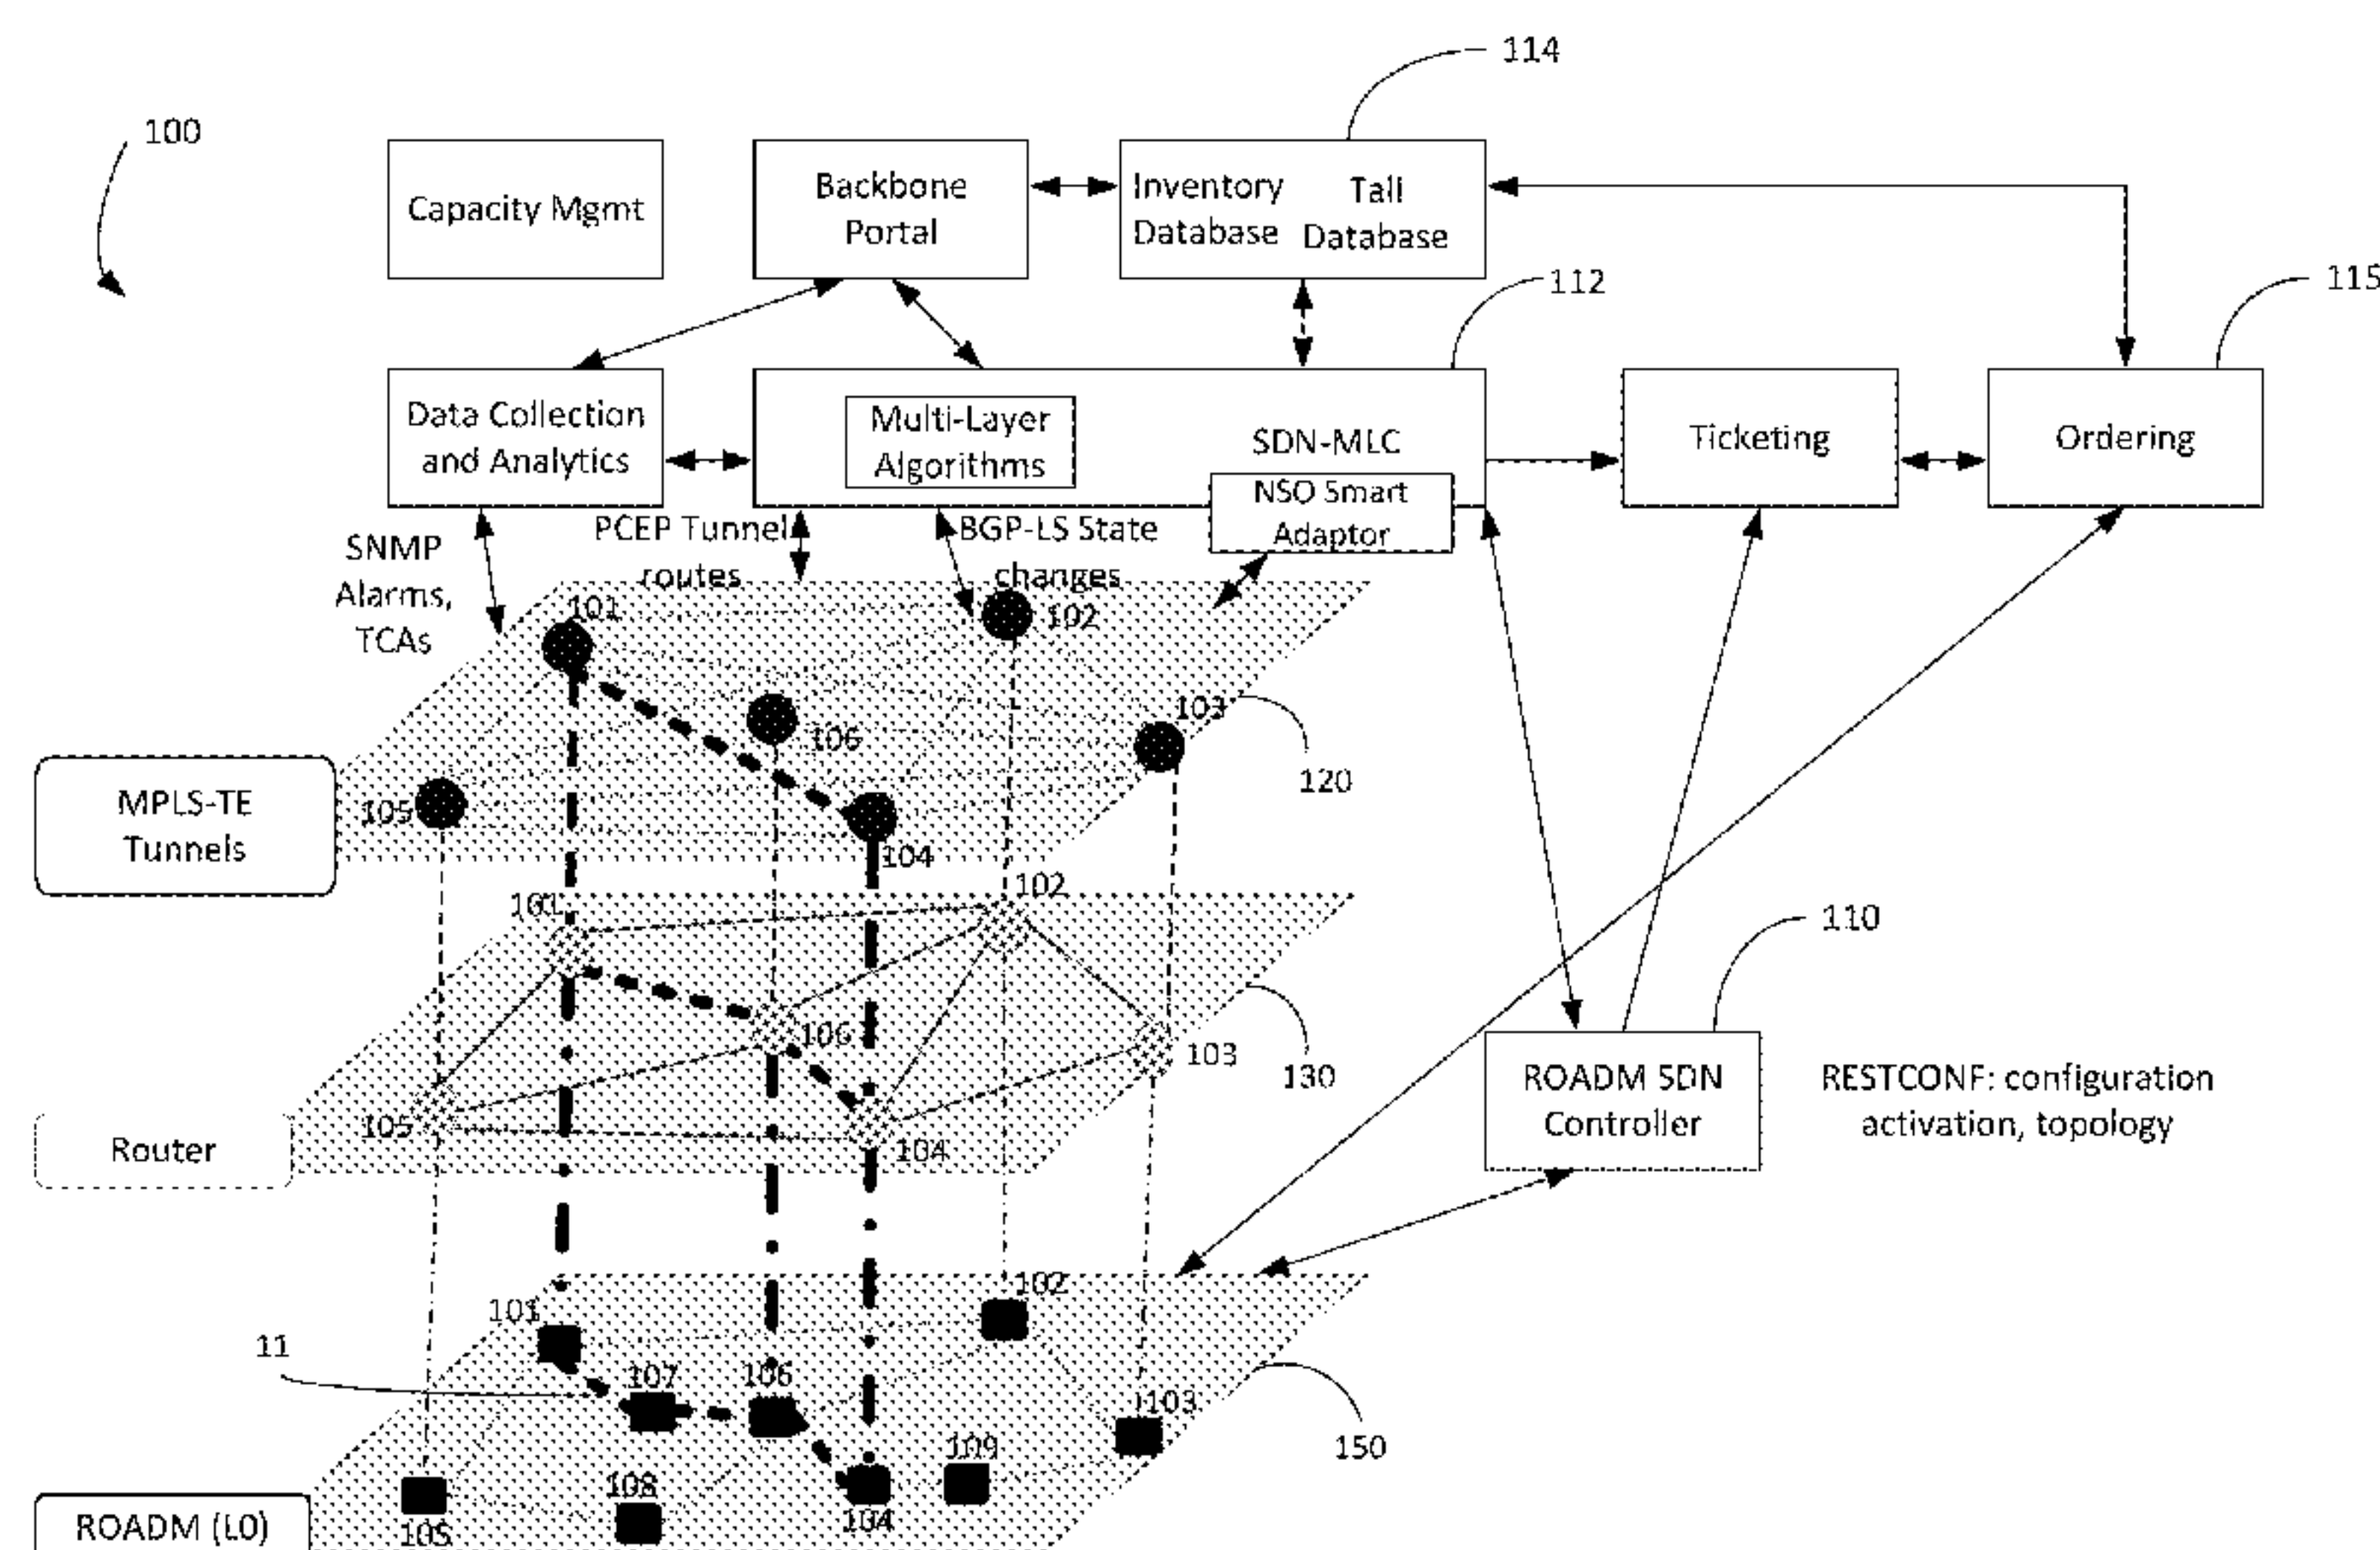 114
100
Capacity Mgmt
Backbone
Portal
Inventory
Database
Tail
Database
112
115
Data Collection
and Analytics
Multi-Layer
Algorithms
SDN-MLC
NSO Smart
Adaptor
Ticketing
Ordering
SNMP
Alarms,
TCAs
PCEP Tunnel
routes
BGP-LS State
changes
101
102
106
103
105
104
120
MPLS-TE
Tunnels
101
102
106
103
105
104
130
Router
110
ROADM SDN
Controller
RESTCONF: configuration
activation, topology
101
102
11
107
106
103
109
108
105
104
150
ROADM (L0)